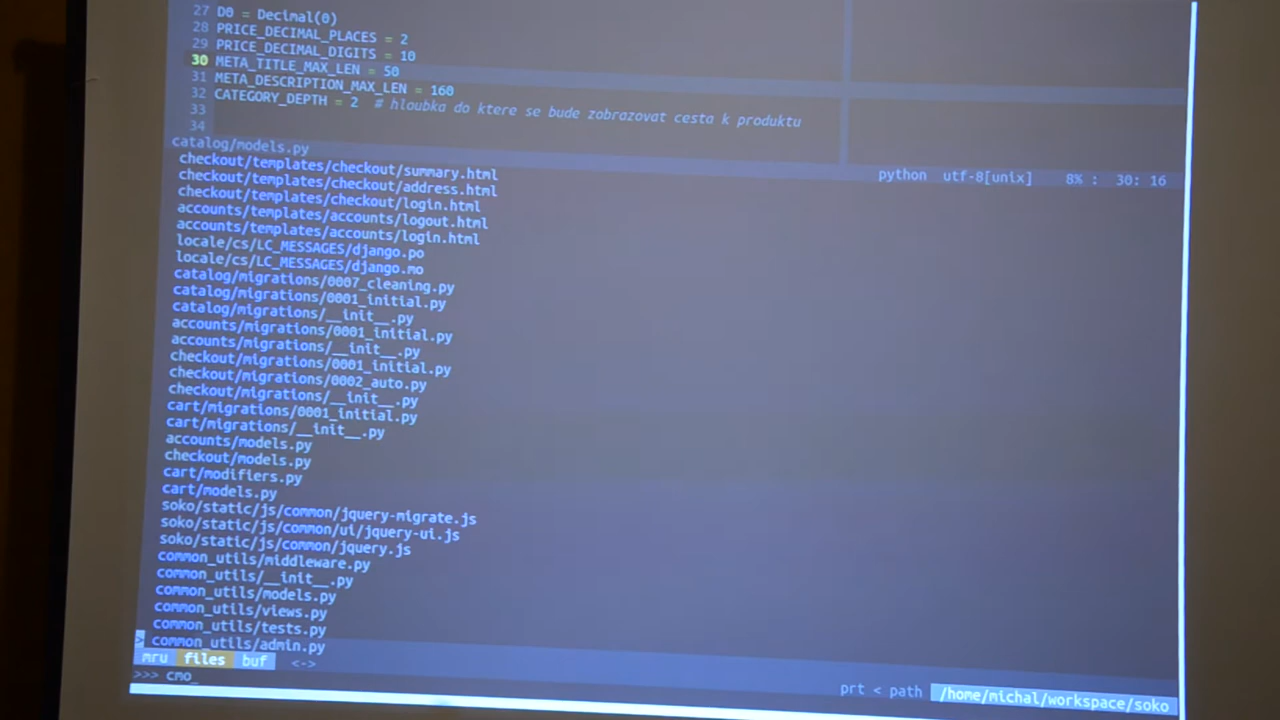 27 D0 = Decimal(0)
28 PRICE_DECIMAL_PLACES = 2
29 PRICE_DECIMAL_DIGITS = 10
30 META_TITLE_MAX_LEN = 50
31 META_DESCRIPTION_MAX_LEN = 160
32 CATEGORY_DEPTH = 2 # hloubka do ktere se bude zobrazovat cesta k produktu
33
34
catalog/models.py
python utf-8[unix] 8% : 30: 16
checkout/templates/checkout/summary.html
checkout/templates/checkout/address.html
checkout/templates/checkout/login.html
accounts/templates/accounts/logout.html
accounts/templates/accounts/login.html
locale/cs/LC_MESSAGES/django.po
locale/cs/LC_MESSAGES/django.mo
catalog/migrations/0007_cleaning.py
catalog/migrations/0001_initial.py
catalog/migrations/__init__.py
accounts/migrations/0001_initial.py
accounts/migrations/__init__.py
checkout/migrations/0001_initial.py
checkout/migrations/0002_auto.py
checkout/migrations/__init__.py
cart/migrations/0001_initial.py
cart/migrations/__init__.py
accounts/models.py
checkout/models.py
cart/modifiers.py
cart/models.py
soko/static/js/common/jquery-migrate.js
soko/static/js/common/ui/jquery-ui.js
soko/static/js/common/jquery.js
common_utils/middleware.py
common_utils/__init__.py
common_utils/models.py
common_utils/views.py
common_utils/tests.py
> common_utils/admin.py
mru files buf <->
prt < path /home/michal/workspace/soko
>>> cmo_